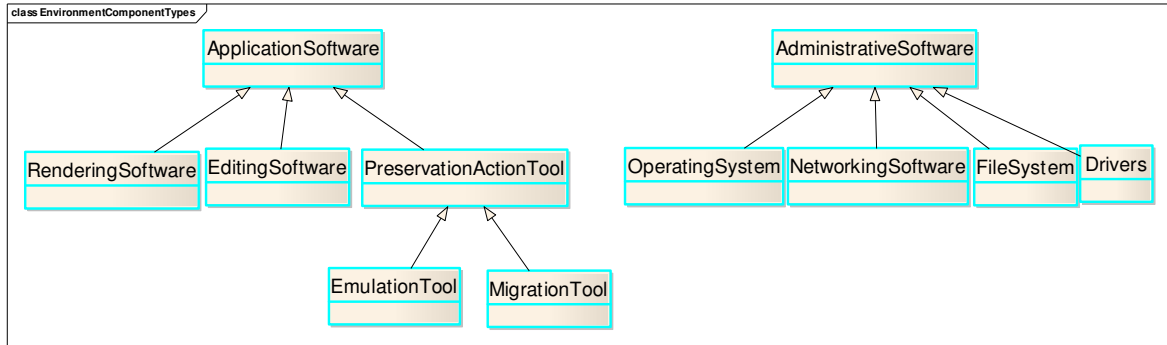 class EnvironmentComponentTypes
ApplicationSoftware
AdministrativeSoftware
RenderingSoftware
EditingSoftware
PreservationActionTool
OperatingSystem
NetworkingSoftware
FileSystem
Drivers
EmulationTool
MigrationTool